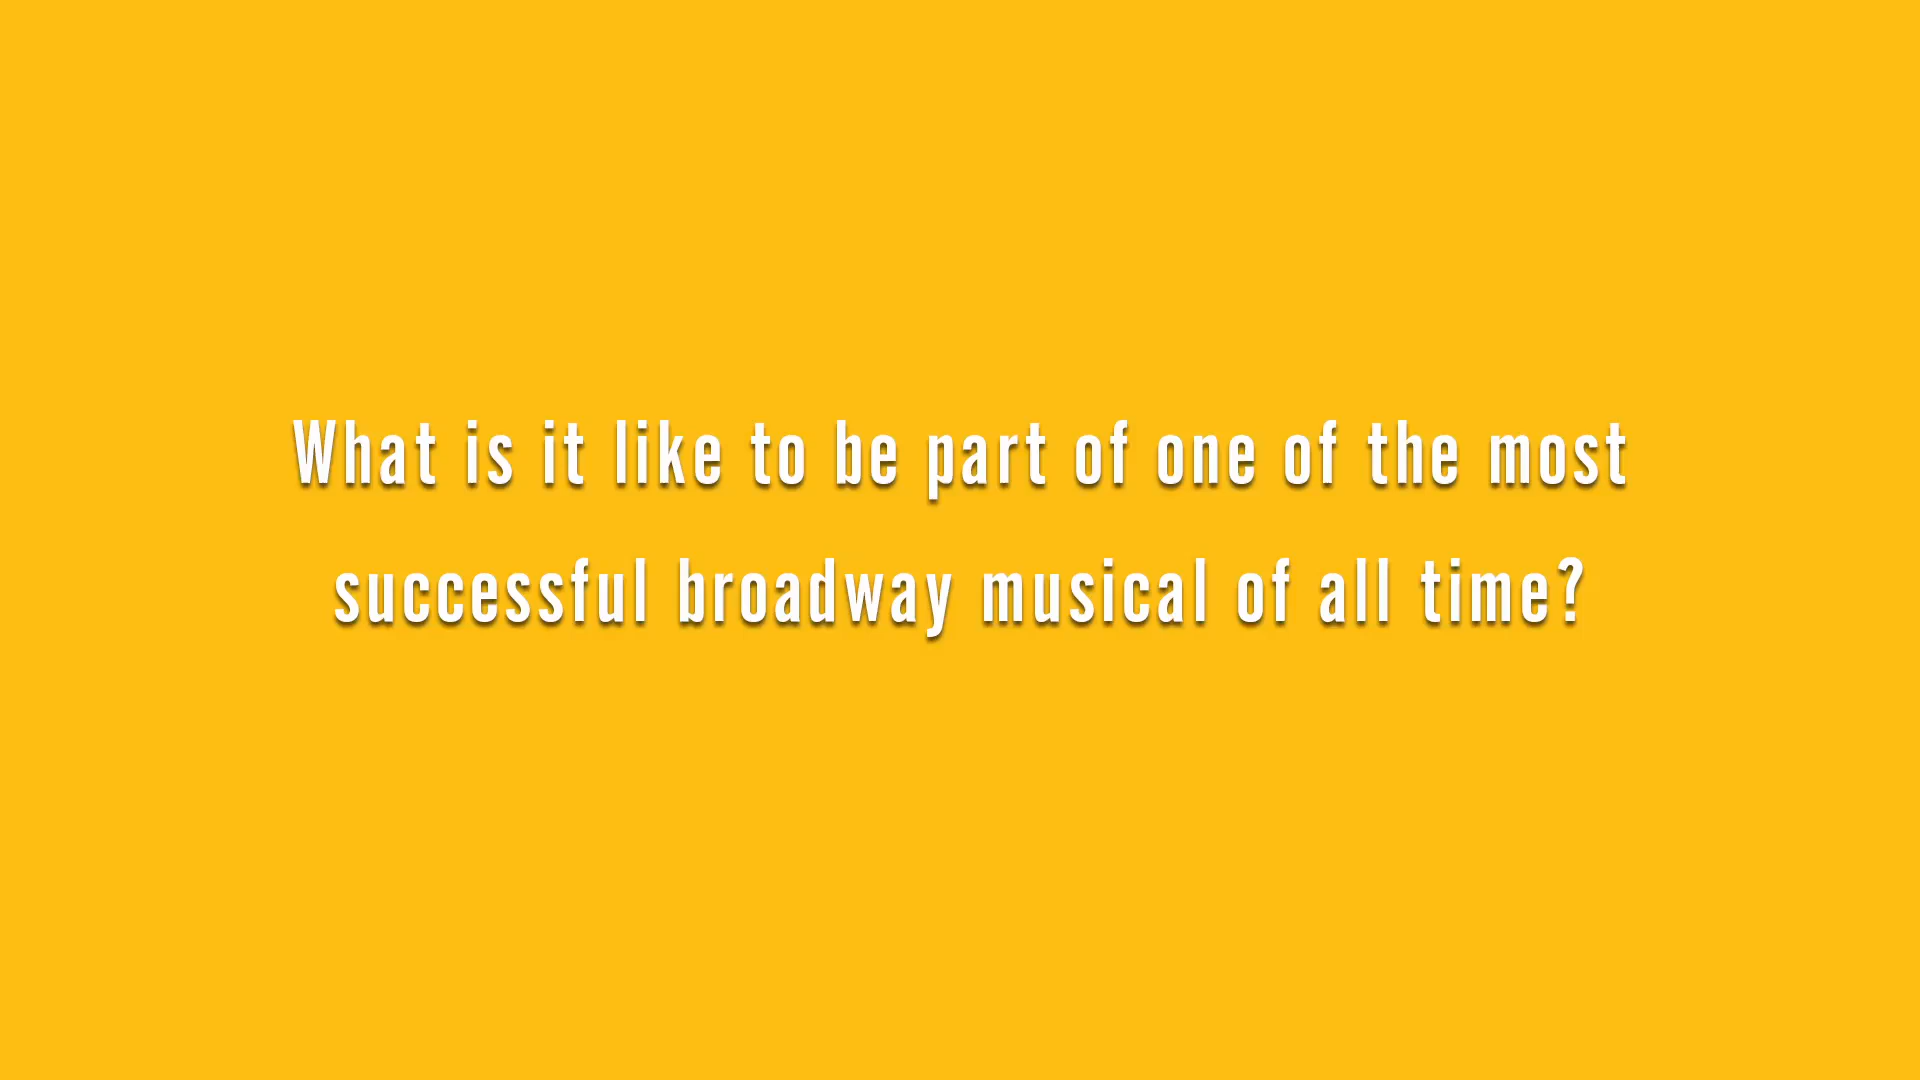 What is it like to be part of one of the most
successful broadway musical of all time?